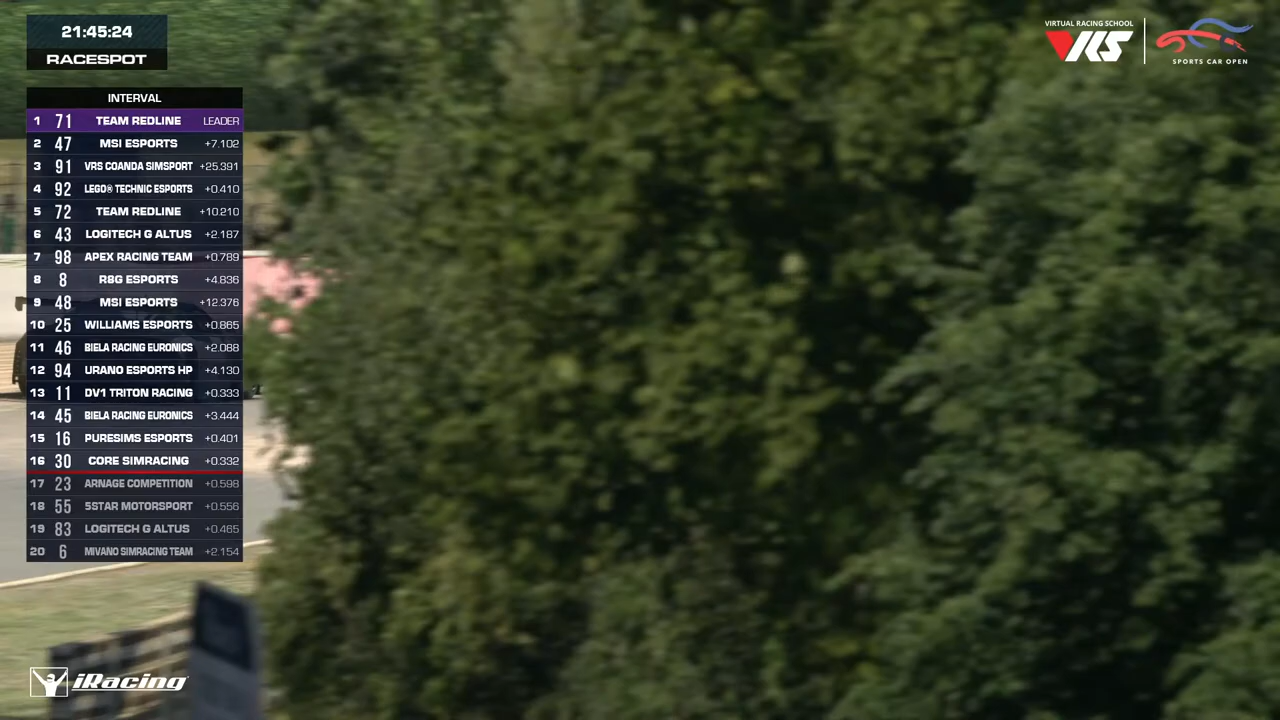 21:45:24
RACESPOT
VIRTUAL RACING SCHOOL
VRS
SPORTS CAR OPEN
INTERVAL
1 71 TEAM REDLINE LEADER
2 47 MSI ESPORTS +7.102
3 91 VRS COANDA SIMSPORT +25.391
4 92 LEGO® TECHNIC ESPORTS +0.410
5 72 TEAM REDLINE +10.210
6 43 LOGITECH G ALTUS +2.187
7 98 APEX RACING TEAM +0.789
8 8 R8G ESPORTS +4.836
9 48 MSI ESPORTS +12.376
10 25 WILLIAMS ESPORTS +0.865
11 46 BIELA RACING EURONICS +2.088
12 94 URANO ESPORTS HP +4.130
13 11 DV1 TRITON RACING +0.333
14 45 BIELA RACING EURONICS +3.444
15 16 PURESIMS ESPORTS +0.401
16 30 CORE SIMRACING +0.332
17 23 ARNAGE COMPETITION +0.598
18 55 5STAR MOTORSPORT +0.556
19 83 LOGITECH G ALTUS +0.465
20 6 MIVANO SIMRACING TEAM +2.154
iRacing